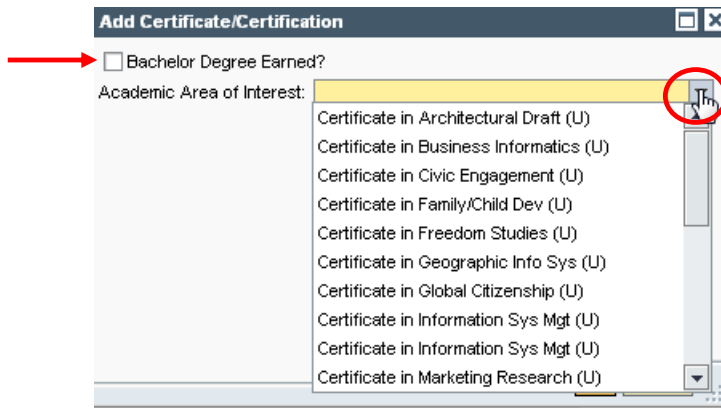 Add Certificate/Certification
Bachelor Degree Earned?
Academic Area of Interest:
Certificate in Architectural Draft (U)
Certificate in Business Informatics (U)
Certificate in Civic Engagement (U)
Certificate in Family/Child Dev (U)
Certificate in Freedom Studies (U)
Certificate in Geographic Info Sys (U)
Certificate in Global Citizenship (U)
Certificate in Information Sys Mgt (U)
Certificate in Information Sys Mgt (U)
Certificate in Marketing Research (U)